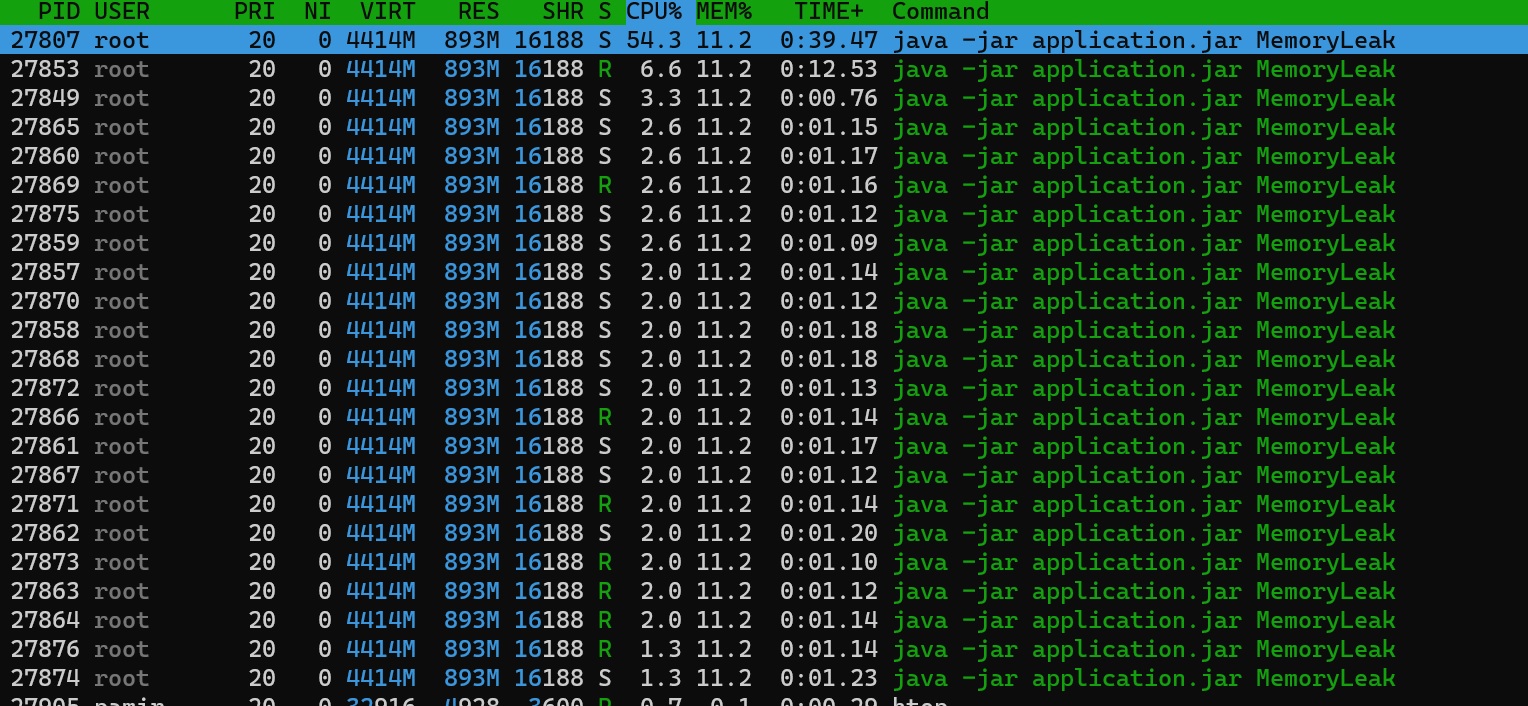 PID USER PRI NI VIRT RES SHR S CPU% MEM% TIME+ Command
27807 root 20 0 4414M 893M 16188 S 54.3 11.2 0:39.47 java -jar application.jar MemoryLeak
27853 root 20 0 4414M 893M 16188 R 6.6 11.2 0:12.53 java -jar application.jar MemoryLeak
27849 root 20 0 4414M 893M 16188 S 3.3 11.2 0:00.76 java -jar application.jar MemoryLeak
27865 root 20 0 4414M 893M 16188 S 2.6 11.2 0:01.15 java -jar application.jar MemoryLeak
27860 root 20 0 4414M 893M 16188 S 2.6 11.2 0:01.17 java -jar application.jar MemoryLeak
27869 root 20 0 4414M 893M 16188 R 2.6 11.2 0:01.16 java -jar application.jar MemoryLeak
27875 root 20 0 4414M 893M 16188 S 2.6 11.2 0:01.12 java -jar application.jar MemoryLeak
27859 root 20 0 4414M 893M 16188 S 2.6 11.2 0:01.09 java -jar application.jar MemoryLeak
27857 root 20 0 4414M 893M 16188 S 2.0 11.2 0:01.14 java -jar application.jar MemoryLeak
27870 root 20 0 4414M 893M 16188 S 2.0 11.2 0:01.12 java -jar application.jar MemoryLeak
27858 root 20 0 4414M 893M 16188 S 2.0 11.2 0:01.18 java -jar application.jar MemoryLeak
27868 root 20 0 4414M 893M 16188 S 2.0 11.2 0:01.18 java -jar application.jar MemoryLeak
27872 root 20 0 4414M 893M 16188 S 2.0 11.2 0:01.13 java -jar application.jar MemoryLeak
27866 root 20 0 4414M 893M 16188 R 2.0 11.2 0:01.14 java -jar application.jar MemoryLeak
27861 root 20 0 4414M 893M 16188 S 2.0 11.2 0:01.17 java -jar application.jar MemoryLeak
27867 root 20 0 4414M 893M 16188 S 2.0 11.2 0:01.12 java -jar application.jar MemoryLeak
27871 root 20 0 4414M 893M 16188 R 2.0 11.2 0:01.14 java -jar application.jar MemoryLeak
27862 root 20 0 4414M 893M 16188 S 2.0 11.2 0:01.20 java -jar application.jar MemoryLeak
27873 root 20 0 4414M 893M 16188 R 2.0 11.2 0:01.10 java -jar application.jar MemoryLeak
27863 root 20 0 4414M 893M 16188 R 2.0 11.2 0:01.12 java -jar application.jar MemoryLeak
27864 root 20 0 4414M 893M 16188 R 2.0 11.2 0:01.14 java -jar application.jar MemoryLeak
27876 root 20 0 4414M 893M 16188 R 1.3 11.2 0:01.14 java -jar application.jar MemoryLeak
27874 root 20 0 4414M 893M 16188 S 1.3 11.2 0:01.23 java -jar application.jar MemoryLeak
20 0 R 0.7 0.1 htop